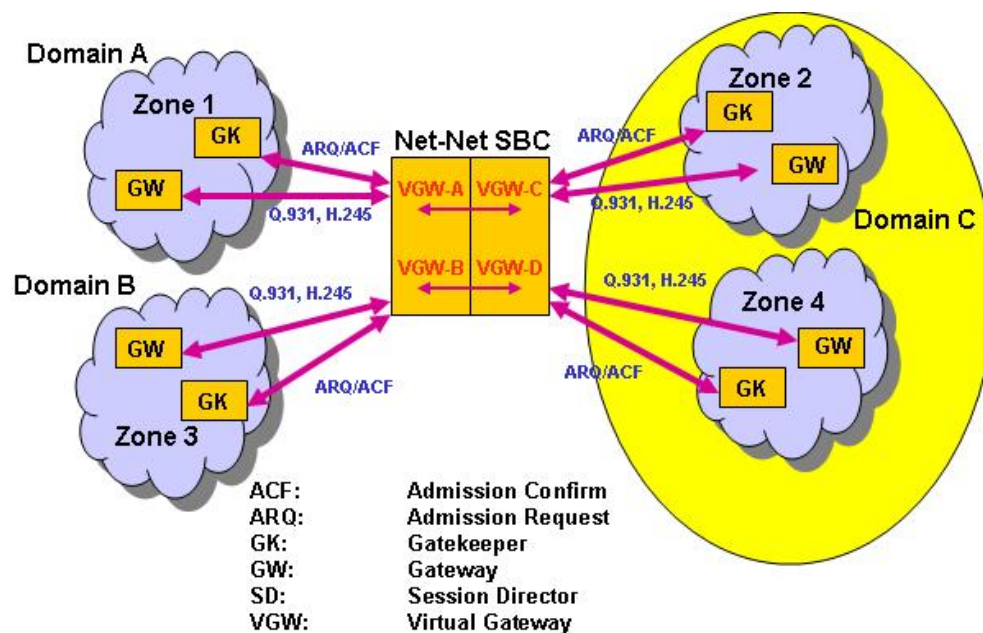 Domain A
Zone 1
GK
GW
ARQ/ACF
Q.931, H.245
Net-Net SBC
VGW-A
VGW-C
VGW-B
VGW-D
ARQ/ACF
Q.931, H.245
Zone 2
GK
GW
Domain C
Domain B
GW
GK
Zone 3
Q.931, H.245
ARQ/ACF
Q.931, H.245
ARQ/ACF
Zone 4
GW
GK
ACF: Admission Confirm
ARQ: Admission Request
GK: Gatekeeper
GW: Gateway
SD: Session Director
VGW: Virtual Gateway